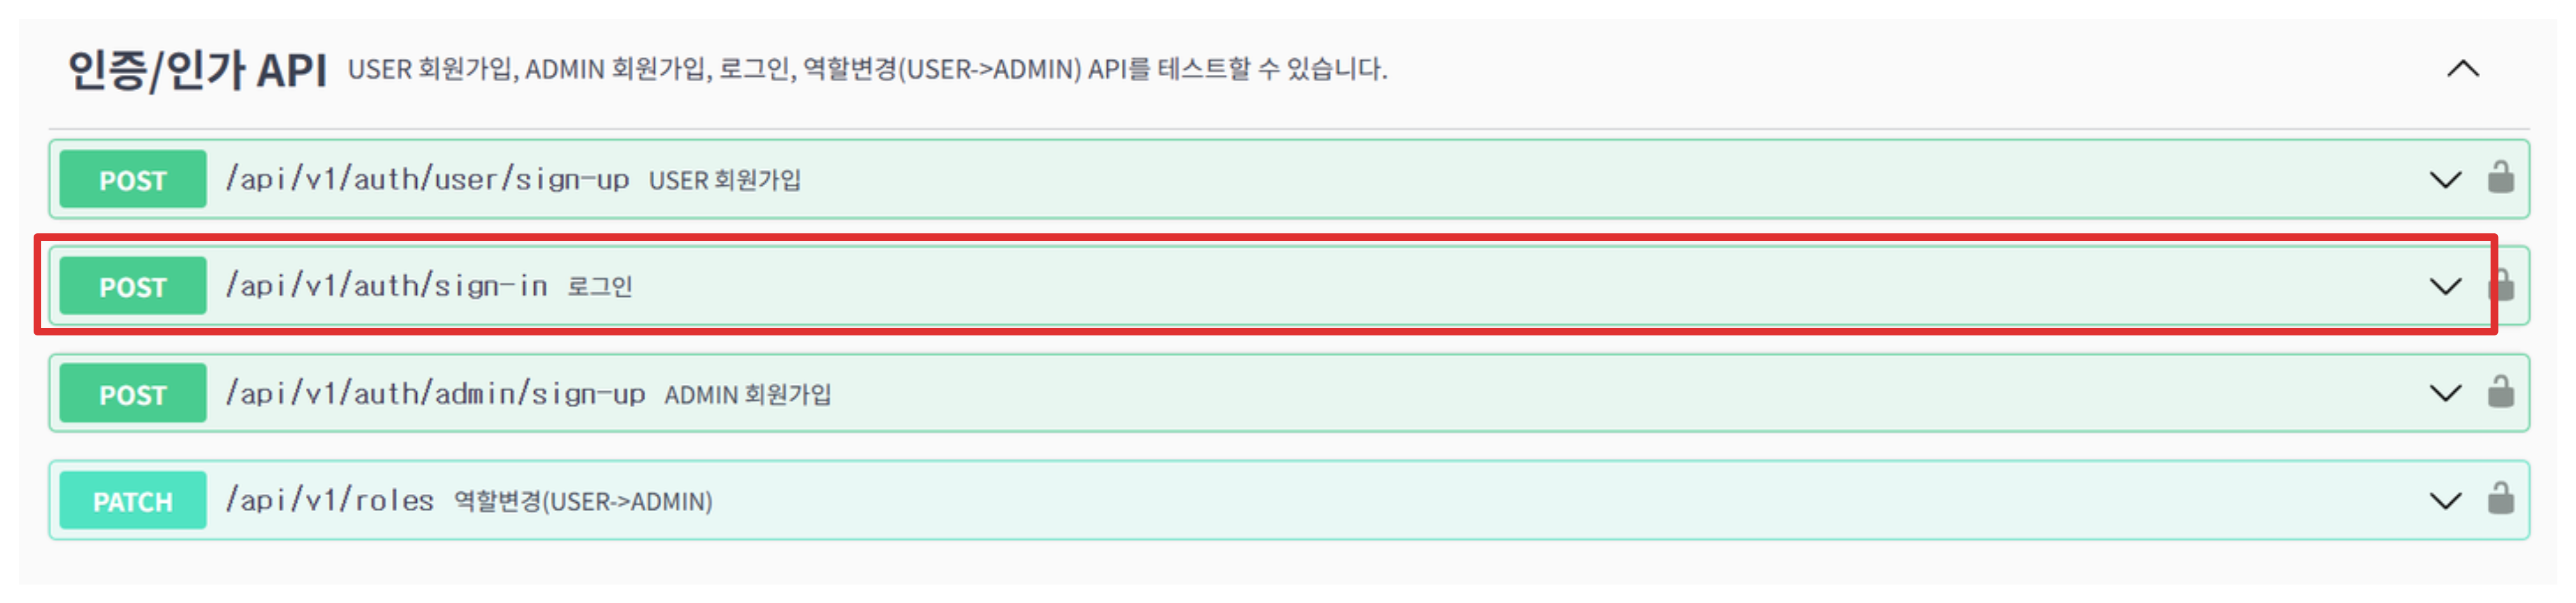 인증/인가 API USER 회원가입, ADMIN 회원가입, 로그인, 역할변경(USER->ADMIN) API를 테스트할 수 있습니다.
POST /api/v1/auth/user/sign-up USER 회원가입
POST /api/v1/auth/sign-in 로그인
POST /api/v1/auth/admin/sign-up ADMIN 회원가입
PATCH /api/v1/roles 역할변경(USER->ADMIN)